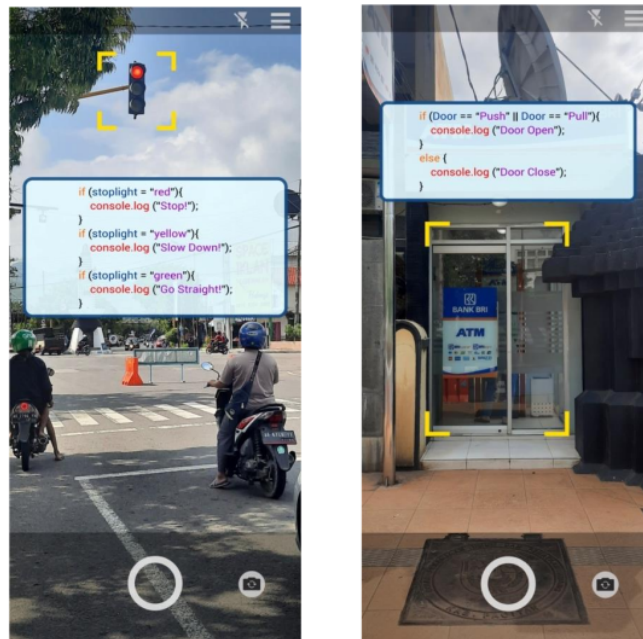 if (stoplight = "red"){
console.log ("Stop!");
}
if (stoplight = "yellow"){
console.log ("Slow Down!");
}
if (stoplight = "green"){
console.log ("Go Straight!");
}
if (Door == "Push" || Door == "Pull"){
console.log ("Door Open");
}
else {
console.log ("Door Close");
}
BANK BRI
ATM